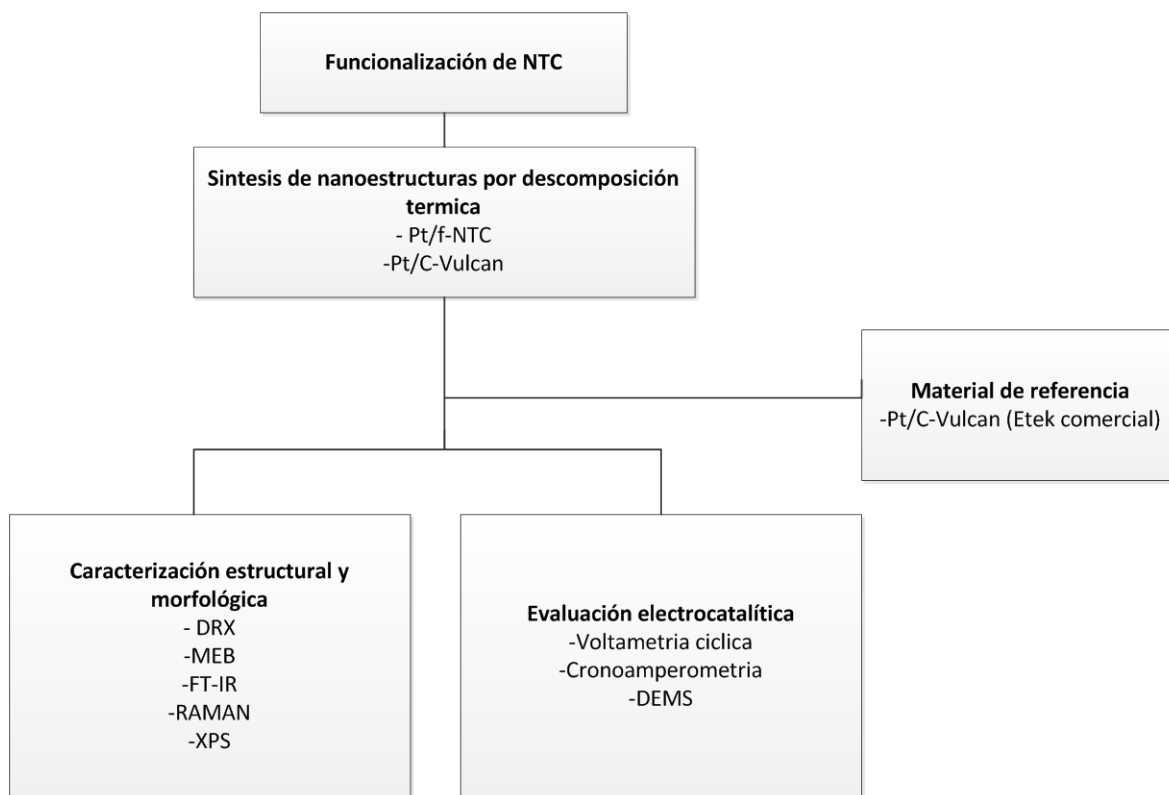 Funcionalización de NTC
Sintesis de nanoestructuras por descomposición
termica
- Pt/f-NTC
-Pt/C-Vulcan
Material de referencia
-Pt/C-Vulcan (Etek comercial)
Caracterización estructural y
morfológica
- DRX
-MEB
-FT-IR
-RAMAN
-XPS
Evaluación electrocatalítica
-Voltametria ciclica
-Cronoamperometria
-DEMS